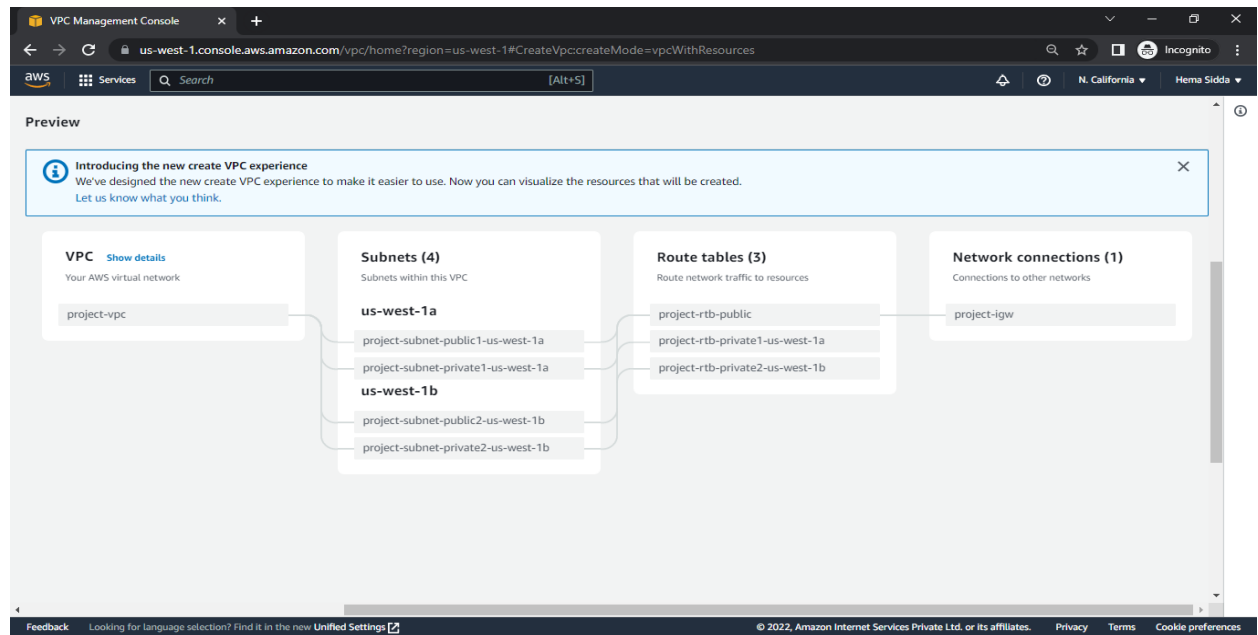 VPC Management Console
us-west-1.console.aws.amazon.com/vpc/home?region=us-west-1#CreateVpc:createMode=vpcWithResources
Incognito
aws
Services
Search
[Alt+S]
N. California
Hema Sidda
Preview
Introducing the new create VPC experience
We've designed the new create VPC experience to make it easier to use. Now you can visualize the resources that will be created.
Let us know what you think.
VPC Show details
Your AWS virtual network
project-vpc
Subnets (4)
Subnets within this VPC
us-west-1a
project-subnet-public1-us-west-1a
project-subnet-private1-us-west-1a
us-west-1b
project-subnet-public2-us-west-1b
project-subnet-private2-us-west-1b
Route tables (3)
Route network traffic to resources
project-rtb-public
project-rtb-private1-us-west-1a
project-rtb-private2-us-west-1b
Network connections (1)
Connections to other networks
project-igw
Feedback
Looking for language selection? Find it in the new Unified Settings
© 2022, Amazon Internet Services Private Ltd. or its affiliates.
Privacy
Terms
Cookie preferences